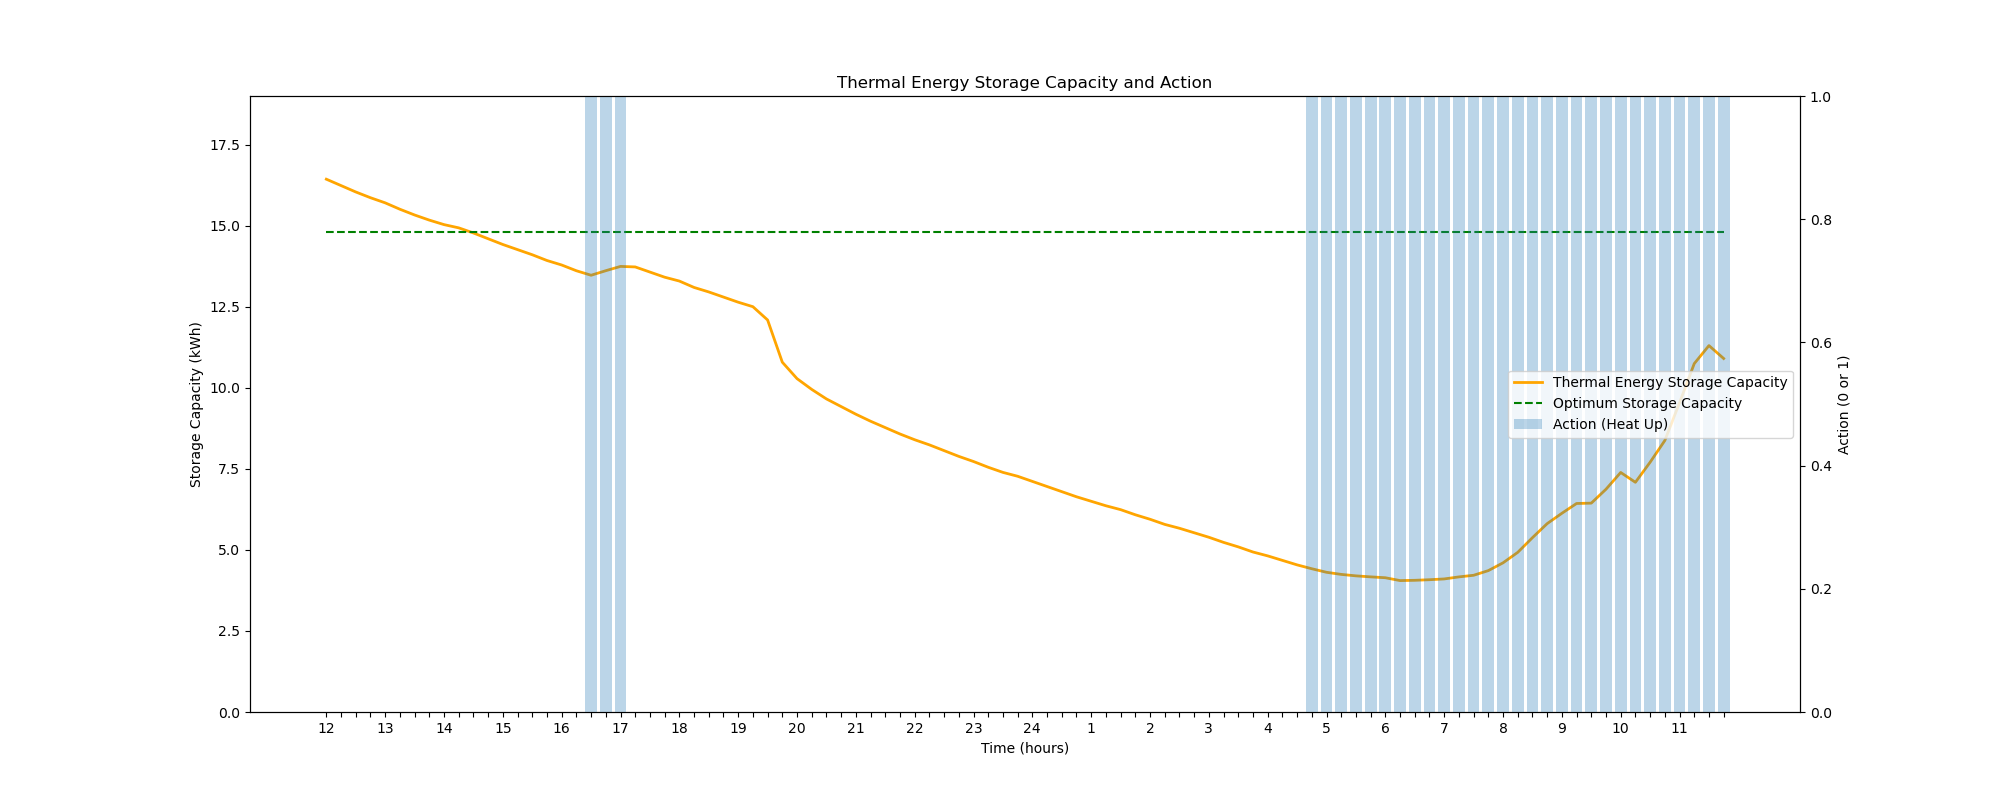 Thermal Energy Storage Capacity and Action
Storage Capacity (kWh)
17.5
15.0
12.5
10.0
7.5
5.0
2.5
0.0
1.0
0.8
0.6
0.4
0.2
0.0
Action (0 or 1)
Thermal Energy Storage Capacity
Optimum Storage Capacity
Action (Heat Up)
12 13 14 15 16 17 18 19 20 21 22 23 24 1 2 3 4 5 6 7 8 9 10 11
Time (hours)